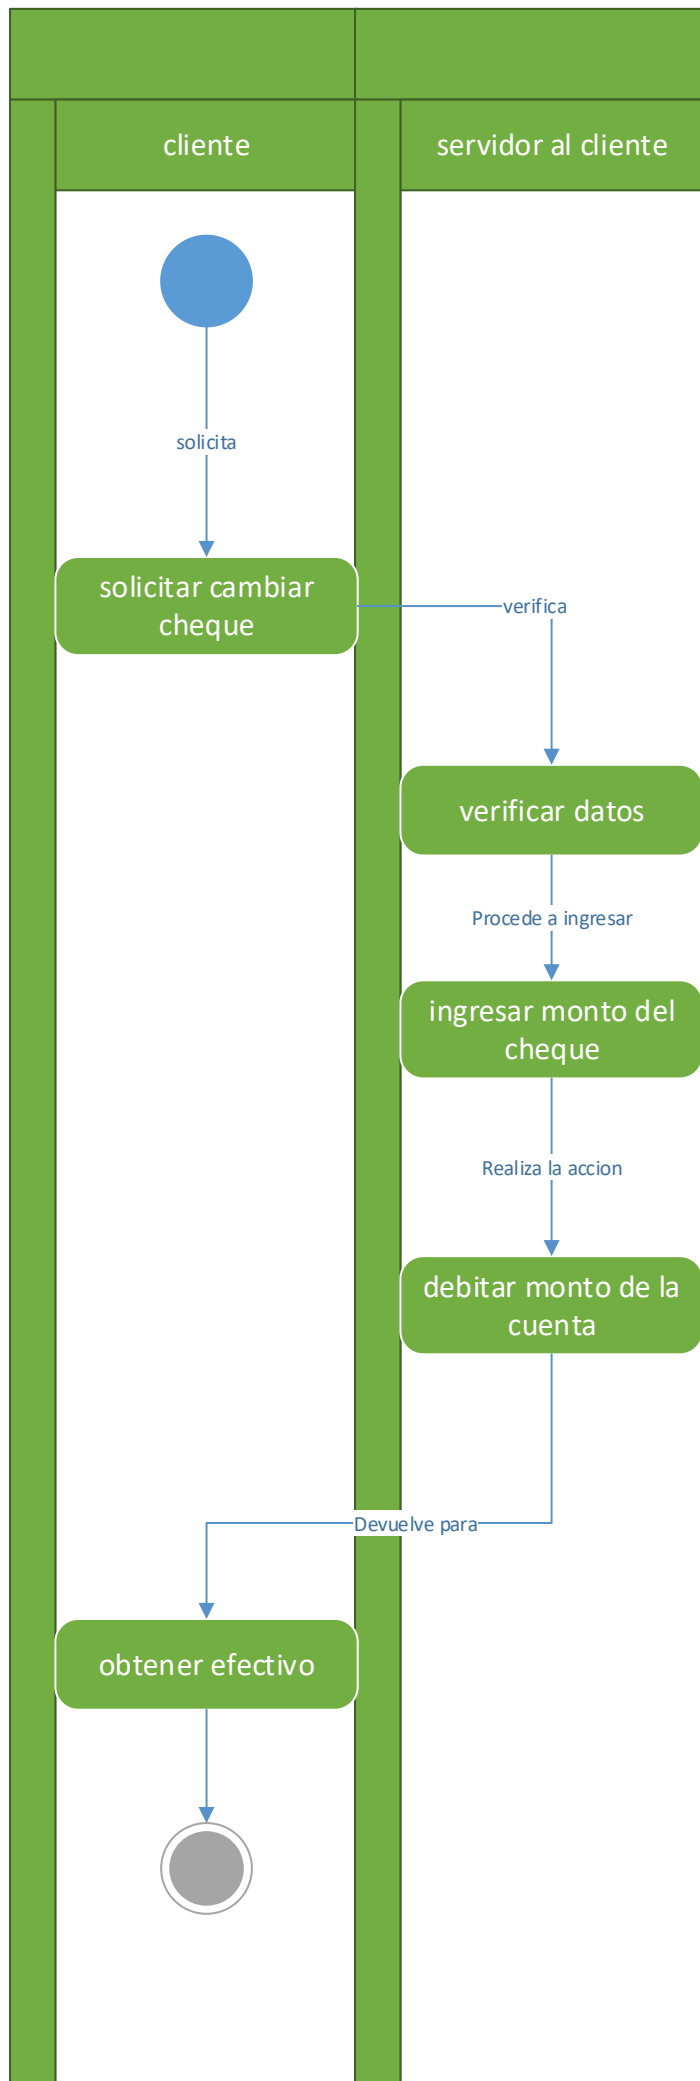 cliente
servidor al cliente
solicita
solicitar cambiar
cheque
verifica
verificar datos
Procede a ingresar
ingresar monto del
cheque
Realiza la accion
debitar monto de la
cuenta
Devuelve para
obtener efectivo